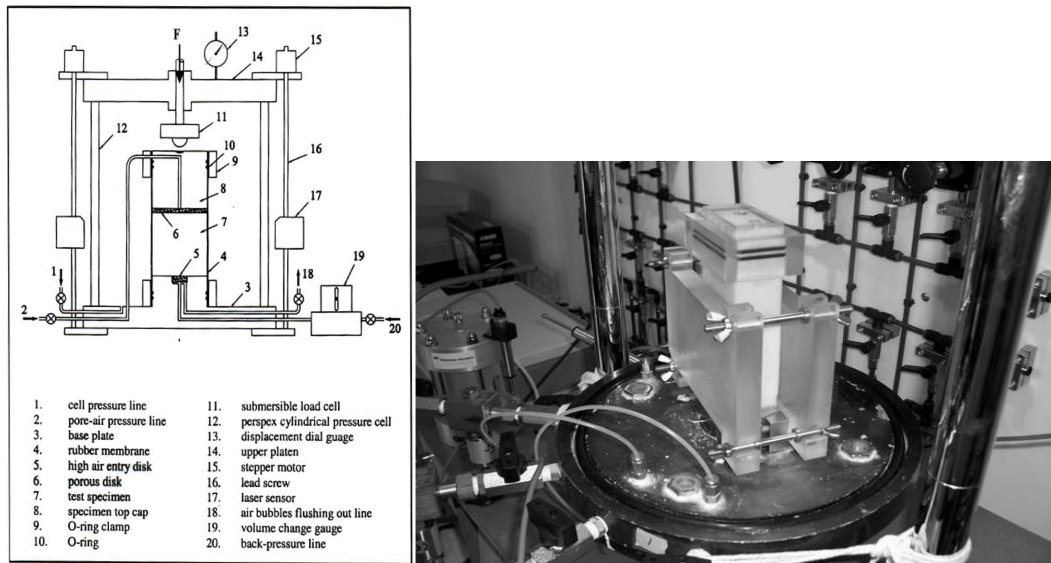 F
13
15
14
11
12
10
9
16
8
7
6
17
5
4
1
18
19
3
2
20
1. cell pressure line
2. pore-air pressure line
3. base plate
4. rubber membrane
5. high air entry disk
6. porous disk
7. test specimen
8. specimen top cap
9. O-ring clamp
10. O-ring
11. submersible load cell
12. perspex cylindrical pressure cell
13. displacement dial guage
14. upper platen
15. stepper motor
16. lead screw
17. laser sensor
18. air bubbles flushing out line
19. volume change gauge
20. back-pressure line